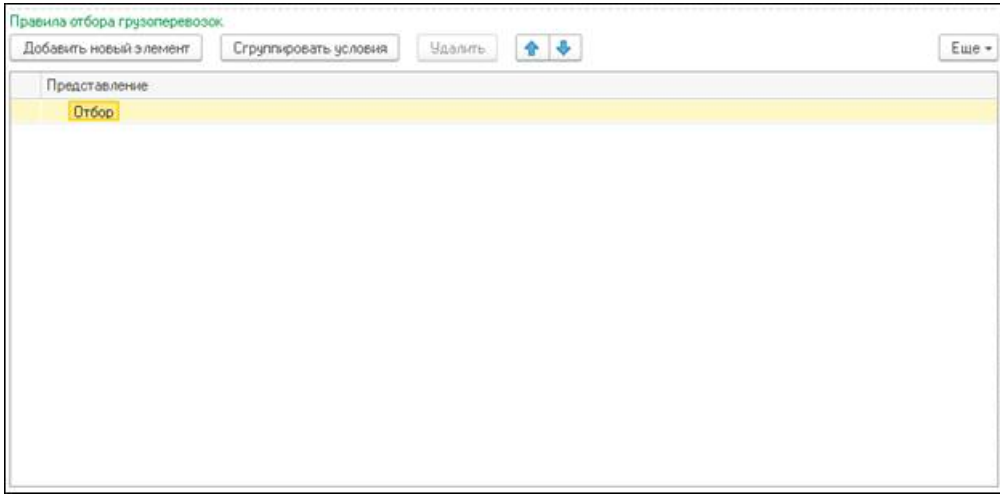 Правила отбора грузоперевозок
Добавить новый элемент Сгруппировать условия Удалить Еще
Представление
Отбор